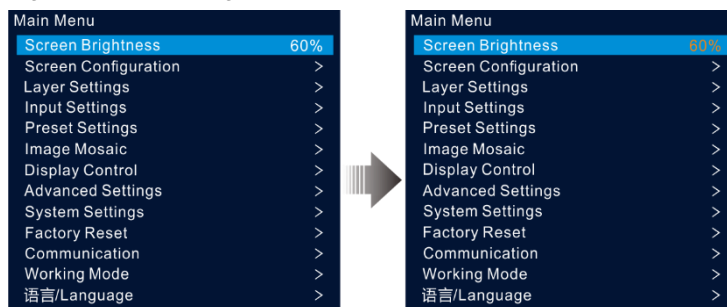 Main Menu
Screen Brightness 60%
Screen Configuration >
Layer Settings >
Input Settings >
Preset Settings >
Image Mosaic >
Display Control >
Advanced Settings >
System Settings >
Factory Reset >
Communication >
Working Mode >
语言/Language >
Main Menu
Screen Brightness 60%
Screen Configuration >
Layer Settings >
Input Settings >
Preset Settings >
Image Mosaic >
Display Control >
Advanced Settings >
System Settings >
Factory Reset >
Communication >
Working Mode >
语言/Language >